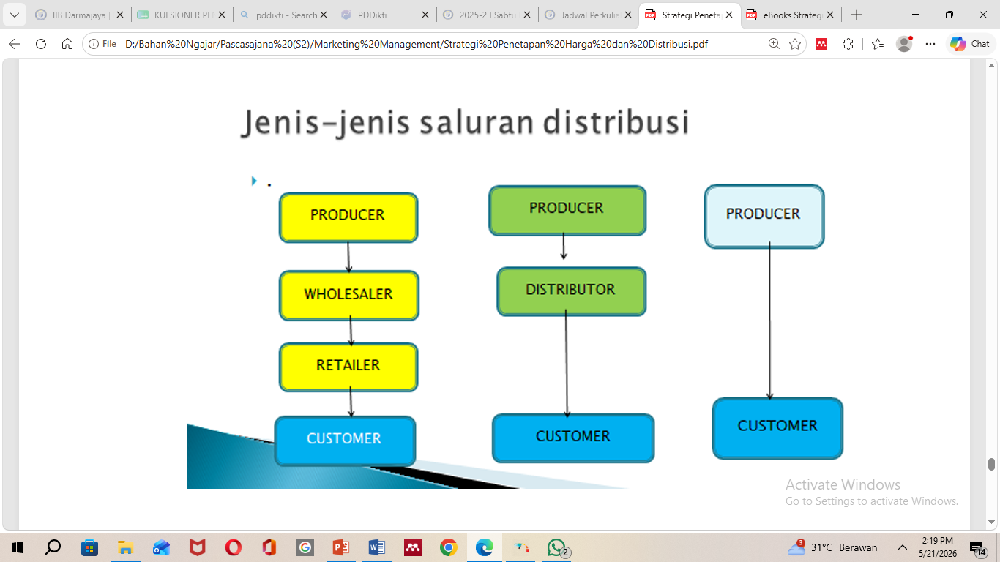 IIB Darmajaya
KUESIONER PE
pddikti - Search
PDDikti
2025-2 I Sabtu
Jadwal Perkulia
Strategi Peneta
eBooks Strateg
File
D:/Bahan%20Ngajar/Pascasajana%20(S2)/Marketing%20Management/Strategi%20Penetapan%20Harga%20dan%20Distribusi.pdf
Chat
Jenis-jenis saluran distribusi
.
PRODUCER
WHOLESALER
RETAILER
CUSTOMER
PRODUCER
DISTRIBUTOR
CUSTOMER
PRODUCER
CUSTOMER
Activate Windows
Go to Settings to activate Windows.
3
31°C Berawan
2:19 PM
5/21/2026
14
2